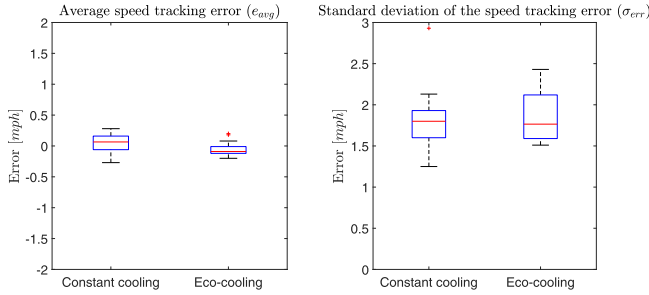 Average speed tracking error (e_avg)
Error [mph]
2
1.5
1
0.5
0
-0.5
-1
-1.5
-2
Constant cooling
Eco-cooling
Standard deviation of the speed tracking error (σ_err)
Error [mph]
3
2.5
2
1.5
1
0.5
0
Constant cooling
Eco-cooling